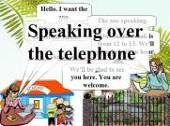 Hello. I want the
The zoo speaking.
Speaking over
the telephone
We'll be glad to see
you here. You are
welcome.